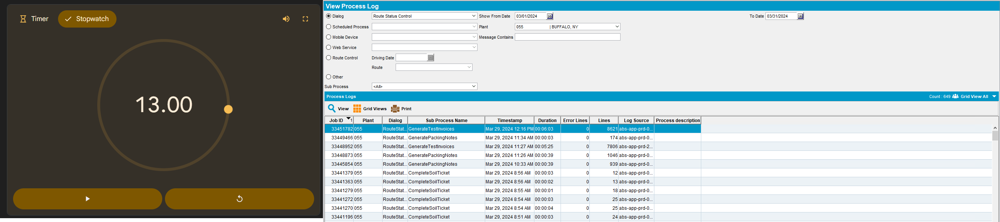 Timer
Stopwatch
13.00
View Process Log
Dialog Route Status Control Show From Date 03/01/2024 16 To Date 03/31/2024 16
Scheduled Process Plant 055 | BUFFALO, NY
Mobile Device Message Contains
Web Service
Route Control Driving Date 16
Route
Other
Sub Process <All>
Process Logs Count : 649 Grid View All
View Grid Views Print
Job ID 1 Plant Dialog Sub Process Name Timestamp Duration Error Lines Lines Log Source Process description
33451782 055 RouteStat... GenerateTestInvoices Mar 29, 2024 12:16 PM 00:06:03 0 8621 abs-app-prd-0...
33449466 055 RouteStat... GeneratePackingNotes Mar 29, 2024 11:34 AM 00:00:03 0 174 abs-app-prd-0...
33448952 055 RouteStat... GenerateTestInvoices Mar 29, 2024 11:27 AM 00:05:25 0 7806 abs-app-prd-2...
33448873 055 RouteStat... GeneratePackingNotes Mar 29, 2024 11:26 AM 00:00:39 0 1046 abs-app-prd-0...
33445854 055 RouteStat... GeneratePackingNotes Mar 29, 2024 10:33 AM 00:00:39 0 939 abs-app-prd-0...
33441379 055 RouteStat... CompleteSoilTicket Mar 29, 2024 8:56 AM 00:00:03 0 12 abs-app-prd-0...
33441363 055 RouteStat... CompleteSoilTicket Mar 29, 2024 8:56 AM 00:00:02 0 13 abs-app-prd-0...
33441279 055 RouteStat... CompleteSoilTicket Mar 29, 2024 8:55 AM 00:00:01 0 18 abs-app-prd-0...
33441272 055 RouteStat... CompleteSoilTicket Mar 29, 2024 8:54 AM 00:00:03 0 25 abs-app-prd-0...
33441270 055 RouteStat... CompleteSoilTicket Mar 29, 2024 8:54 AM 00:00:04 0 25 abs-app-prd-0...
33441196 055 RouteStat... CompleteSoilTicket Mar 29, 2024 8:51 AM 00:00:03 0 24 abs-app-prd-0...